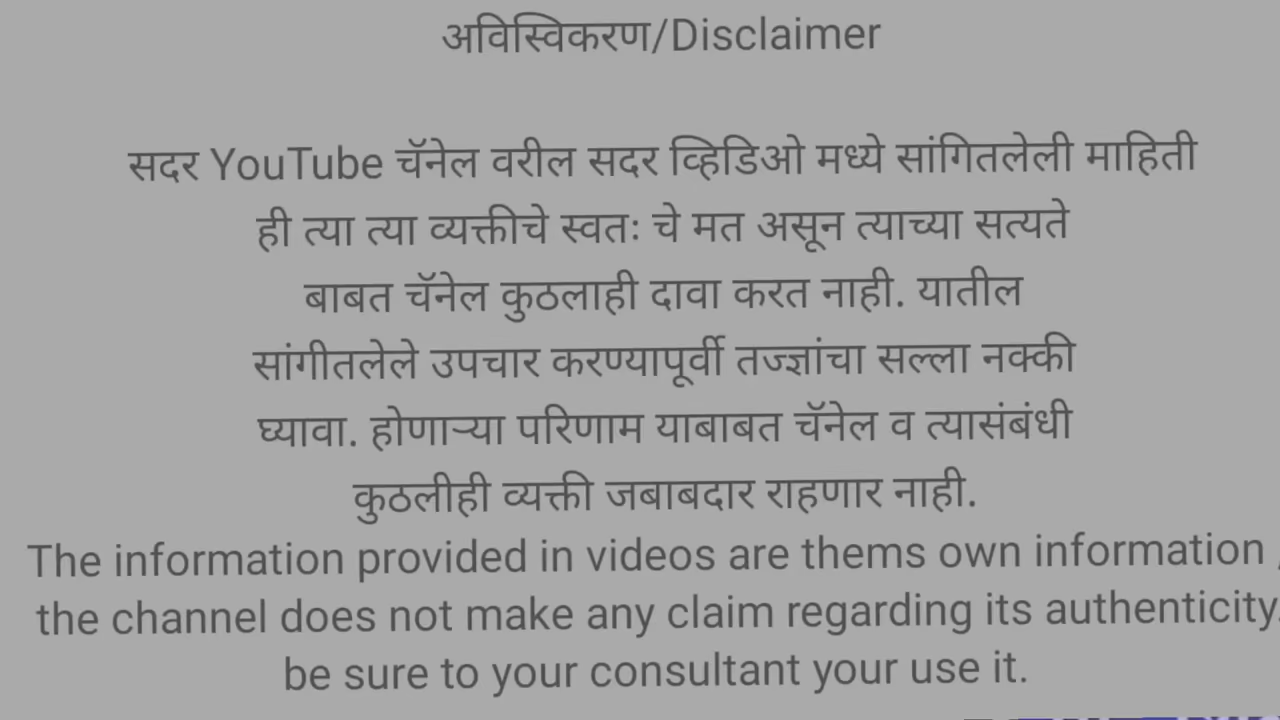 अविस्विकरण/Disclaimer
सदर YouTube चॅनेल वरील सदर व्हिडिओ मध्ये सांगितलेली माहिती
ही त्या त्या व्यक्तीचे स्वतः चे मत असून त्याच्या सत्यते
बाबत चॅनेल कुठलाही दावा करत नाही. यातील
सांगीतलेले उपचार करण्यापूर्वी तज्ज्ञांचा सल्ला नक्की
घ्यावा. होणाऱ्या परिणाम याबाबत चॅनेल व त्यासंबंधी
कुठलीही व्यक्ती जबाबदार राहणार नाही.
The information provided in videos are thems own information ,
the channel does not make any claim regarding its authenticity.
be sure to your consultant your use it.